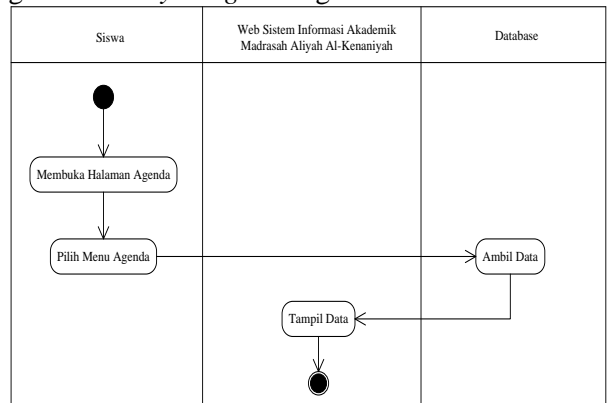 Siswa
Web Sistem Informasi Akademik
Madrasah Aliyah Al-Kenaniyah
Database
Membuka Halaman Agenda
Pilih Menu Agenda
Ambil Data
Tampil Data